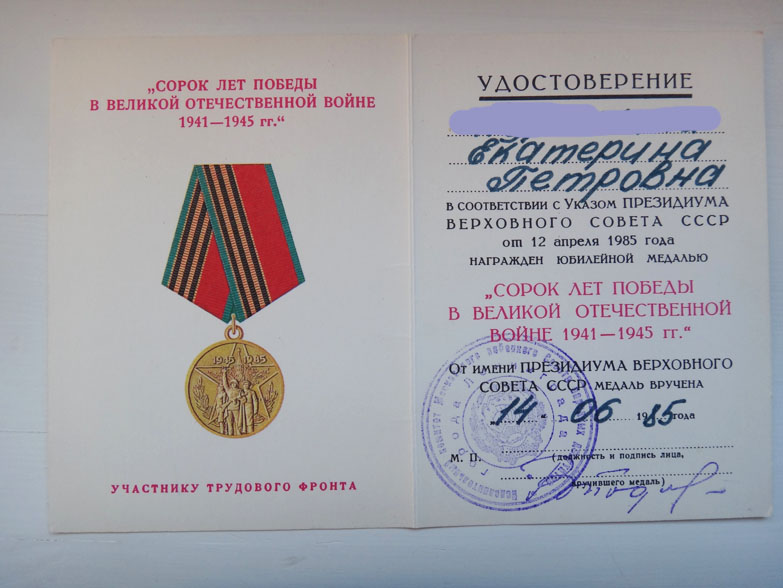 „СОРОК ЛЕТ ПОБЕДЫ
В ВЕЛИКОЙ ОТЕЧЕСТВЕННОЙ ВОЙНЕ
1941—1945 гг.“
1945 1985
УЧАСТНИКУ ТРУДОВОГО ФРОНТА
УДОСТОВЕРЕНИЕ
Екатерина
Петровна
В СООТВЕТСТВИИ С УКАЗОМ ПРЕЗИДИУМА
ВЕРХОВНОГО СОВЕТА СССР
от 12 апреля 1985 года
НАГРАЖДЕН ЮБИЛЕЙНОЙ МЕДАЛЬЮ
„СОРОК ЛЕТ ПОБЕДЫ
В ВЕЛИКОЙ ОТЕЧЕСТВЕННОЙ
ВОЙНЕ 1941—1945 гг.“
ОТ ИМЕНИ ПРЕЗИДИУМА ВЕРХОВНОГО
СОВЕТА СССР МЕДАЛЬ ВРУЧЕНА
„14“ 06 1985 года
М. П.
(должность и подпись лица,
вручившего медаль)